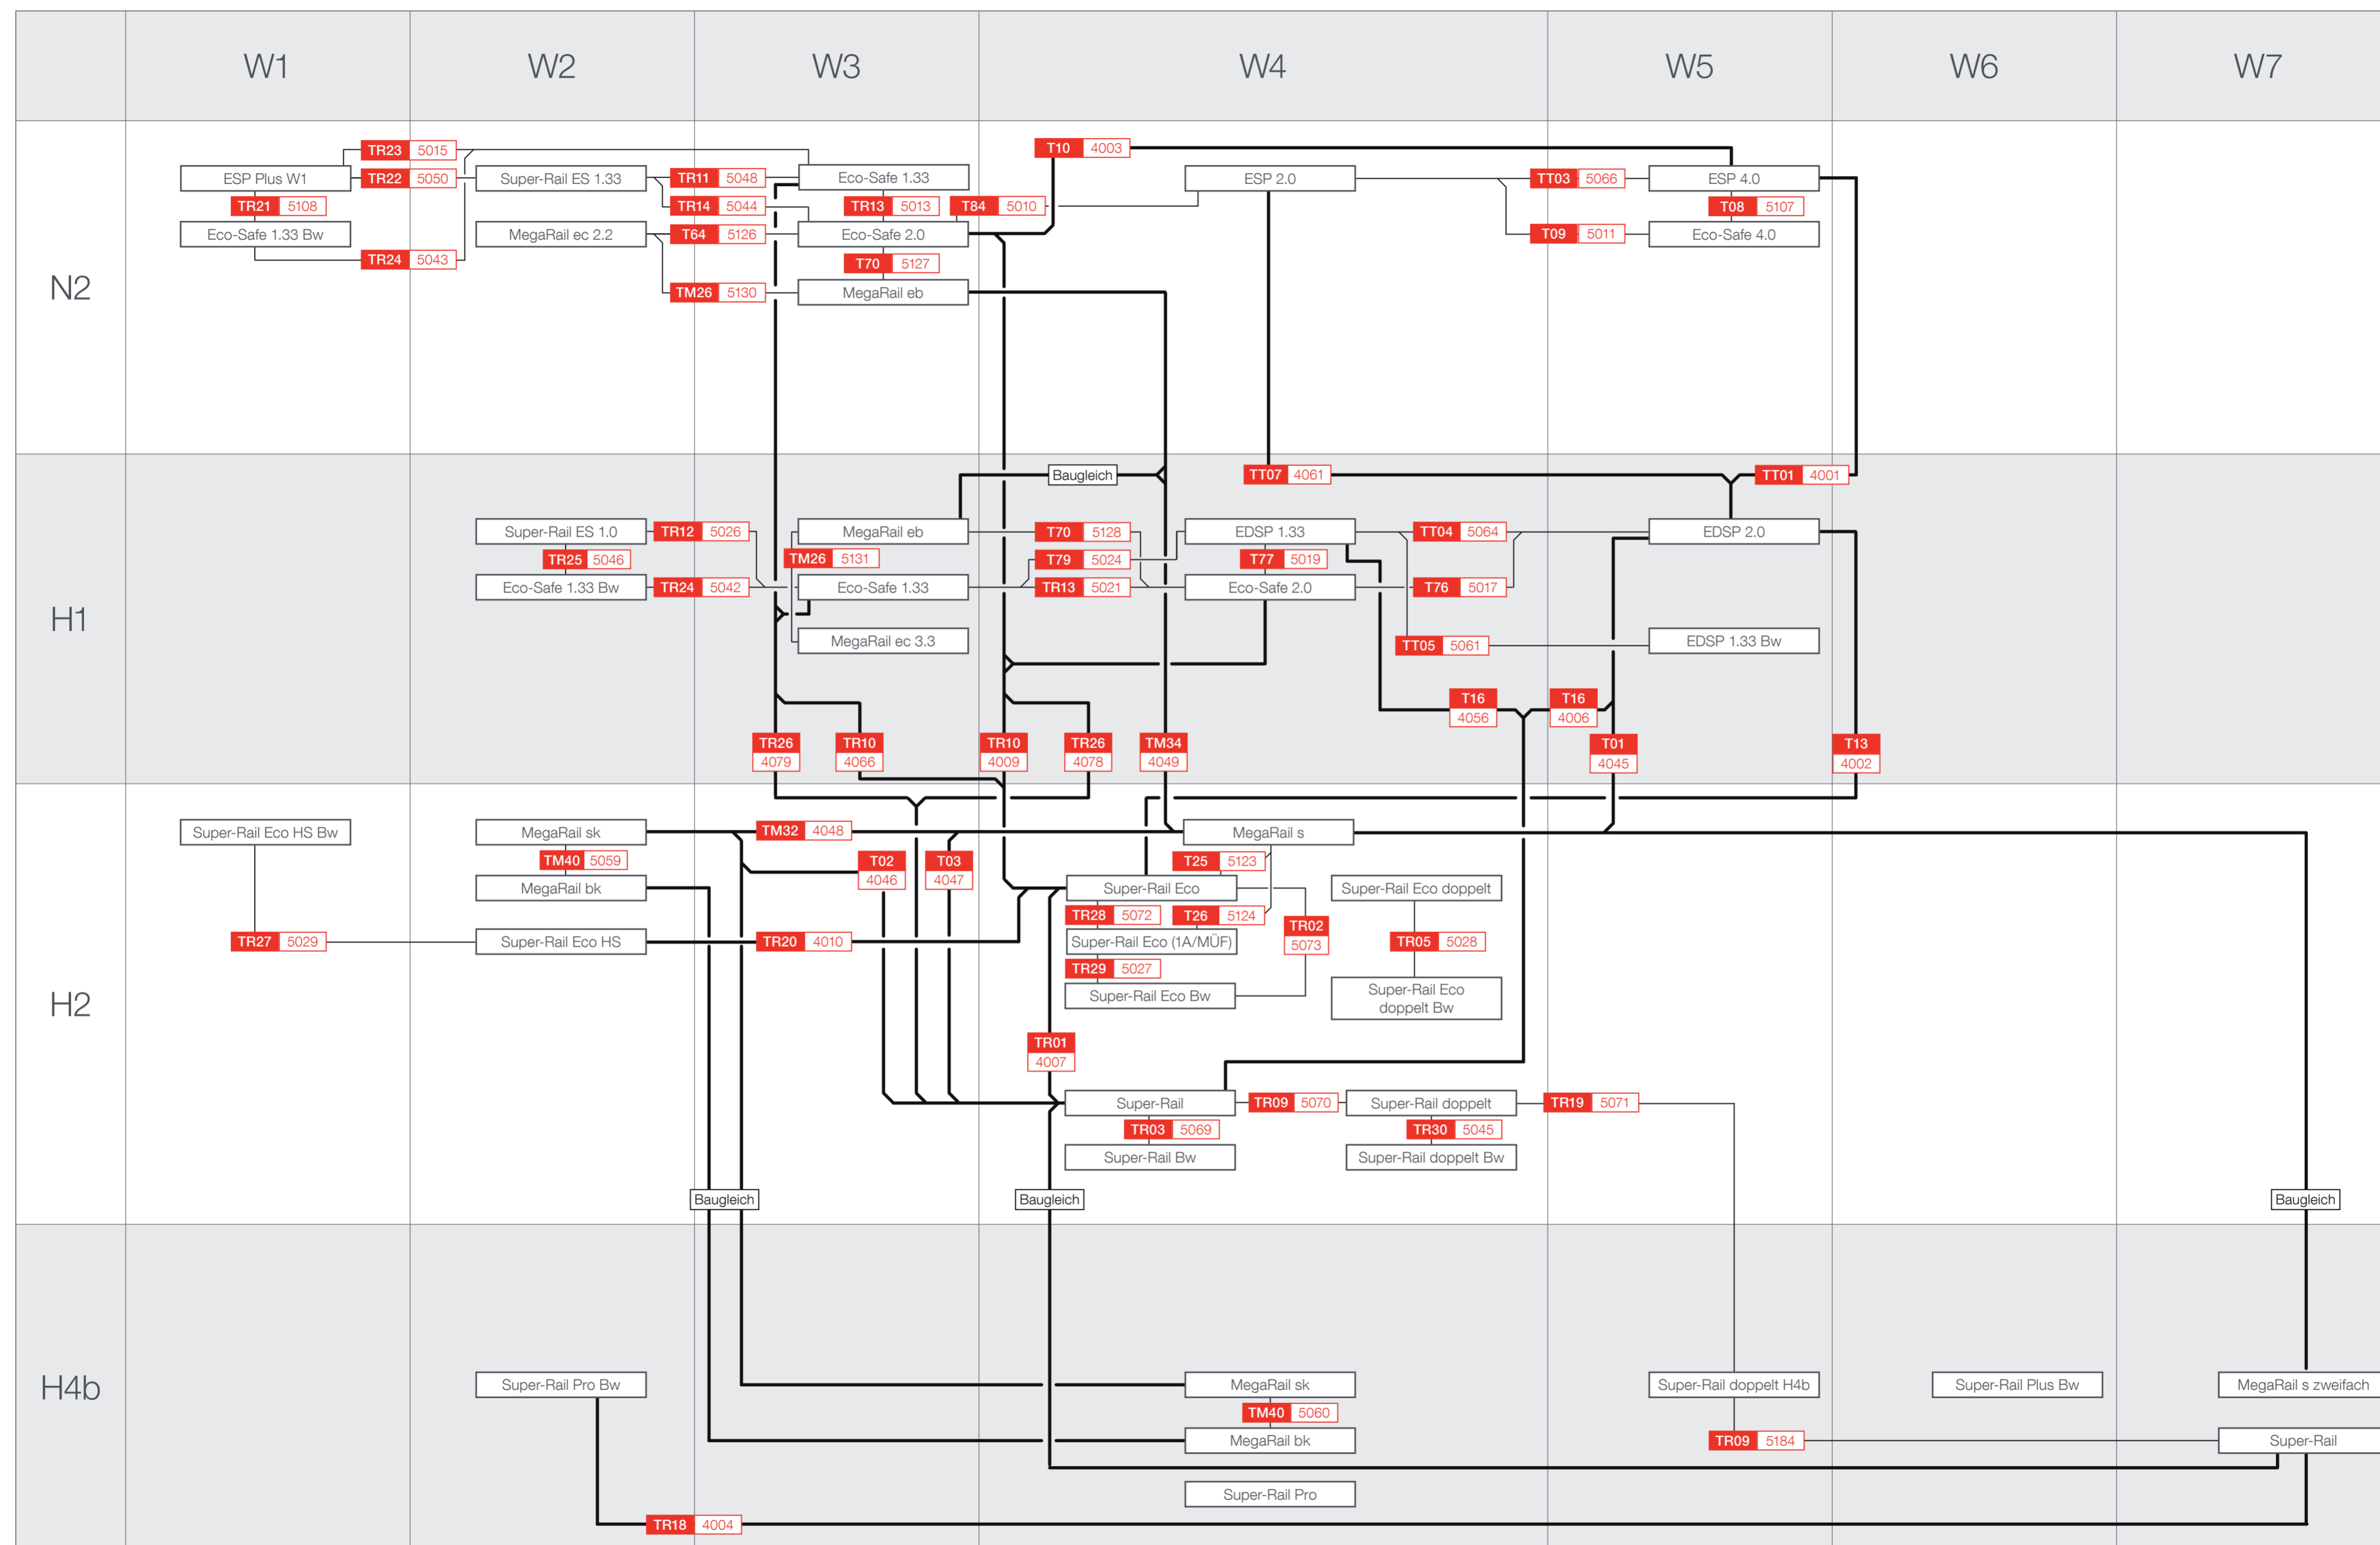 W1 W2 W3 W4 W5 W6 W7
N2
T10 4003
TR23 5015
ESP Plus W1 TR22 5050 Super-Rail ES 1.33 TR11 5048 Eco-Safe 1.33 ESP 2.0 TT03 5066 ESP 4.0
TR21 5108 TR14 5044 TR13 5013 T84 5010 T08 5107
Eco-Safe 1.33 Bw MegaRail ec 2.2 T64 5126 Eco-Safe 2.0 T09 5011 Eco-Safe 4.0
TR24 5043 T70 5127
TM26 5130 MegaRail eb
H1
Baugleich TT07 4061 TT01 4001
Super-Rail ES 1.0 TR12 5026 MegaRail eb T70 5128 EDSP 1.33 TT04 5064 EDSP 2.0
TR25 5046 TM26 5131 T79 5024 T77 5019
Eco-Safe 1.33 Bw TR24 5042 Eco-Safe 1.33 TR13 5021 Eco-Safe 2.0 T76 5017
MegaRail ec 3.3 TT05 5061 EDSP 1.33 Bw
T16 T16
4056 4006
TR26 TR10 TR10 TR26 TM34 T01 T13
4079 4066 4009 4078 4049 4045 4002
H2
Super-Rail Eco HS Bw MegaRail sk TM32 4048 MegaRail s
TM40 5059 T02 T03 T25 5123
4046 4047
MegaRail bk Super-Rail Eco Super-Rail Eco doppelt
TR28 5072 T26 5124 TR02
5073
TR27 5029 Super-Rail Eco HS TR20 4010 Super-Rail Eco (1A/MÜF) TR05 5028
TR29 5027
Super-Rail Eco Bw Super-Rail Eco
doppelt Bw
TR01
4007
Super-Rail TR09 5070 Super-Rail doppelt TR19 5071
TR03 5069 TR30 5045
Super-Rail Bw Super-Rail doppelt Bw
Baugleich Baugleich Baugleich
H4b
Super-Rail Pro Bw MegaRail sk Super-Rail doppelt H4b Super-Rail Plus Bw MegaRail s zweifach
TM40 5060
MegaRail bk TR09 5184 Super-Rail
Super-Rail Pro
TR18 4004